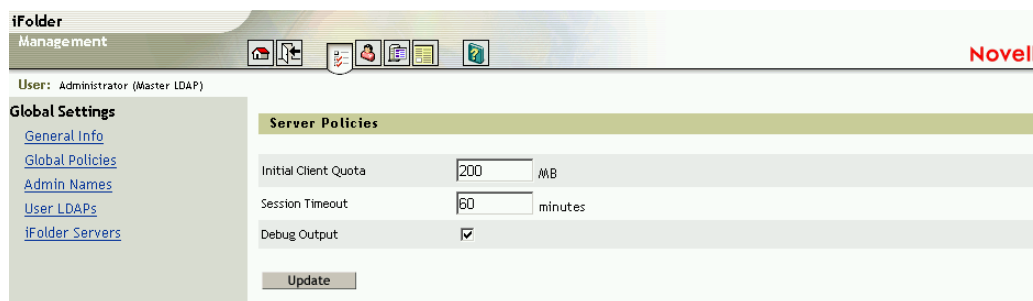 iFolder
Management
Novell
User: Administrator (Master LDAP)
Global Settings
General Info
Global Policies
Admin Names
User LDAPs
iFolder Servers
Server Policies
Initial Client Quota 200 MB
Session Timeout 60 minutes
Debug Output
Update